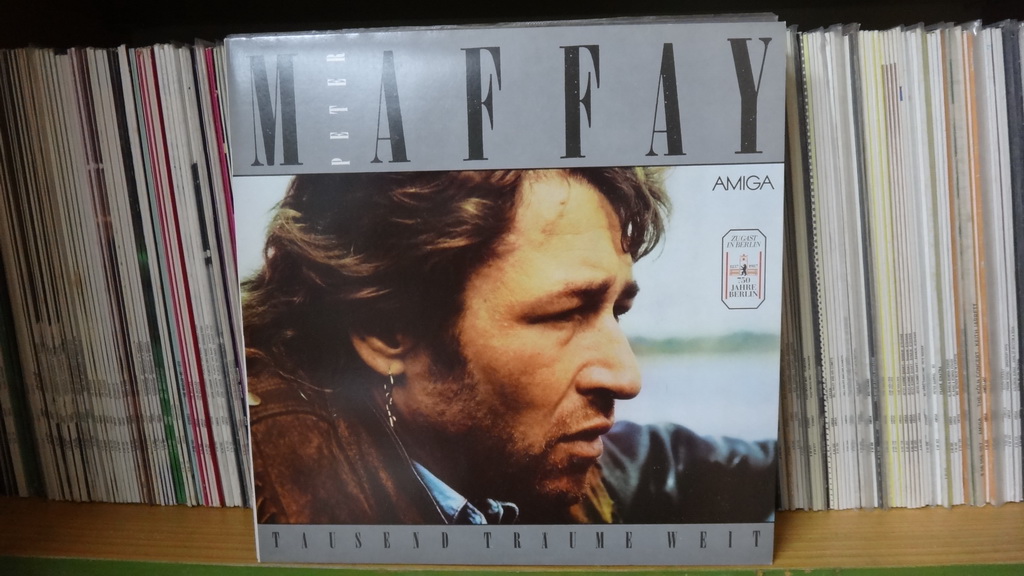 PETER
MAFFAY
AMIGA
ZU GAST
IN BERLIN
750
JAHRE
BERLIN
TAUSEND TRÄUME WEIT